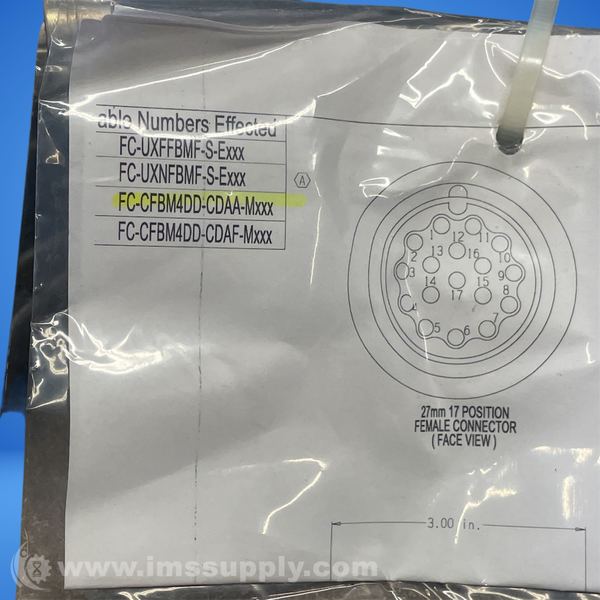 able Numbers Effected
FC-UXFFBMF-S-Exxx
FC-UXNFBMF-S-Exxx
A
FC-CFBM4DD-CDAA-Mxxx
FC-CFBM4DD-CDAF-Mxxx
1 12 11
2 13 16 10
3 9
14 15
4 17 8
5 6 7
27mm 17 POSITION
FEMALE CONNECTOR
( FACE VIEW )
3.00 in.
www.imssupply.com